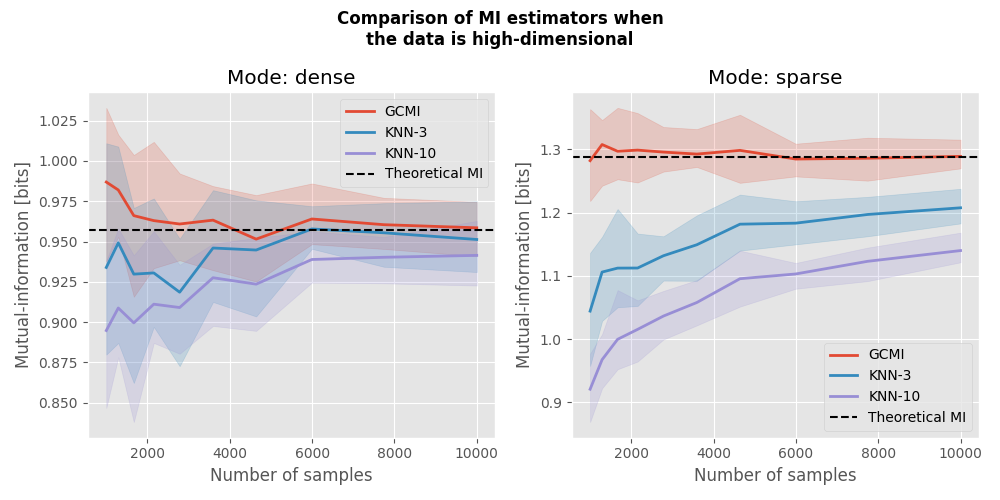 Comparison of MI estimators when
the data is high-dimensional
Mode: dense
Mutual-information [bits]
1.025
1.000
0.975
0.950
0.925
0.900
0.875
0.850
GCMI
KNN-3
KNN-10
Theoretical MI
2000
4000
6000
8000
10000
Number of samples
Mode: sparse
Mutual-information [bits]
1.3
1.2
1.1
1.0
0.9
GCMI
KNN-3
KNN-10
Theoretical MI
2000
4000
6000
8000
10000
Number of samples